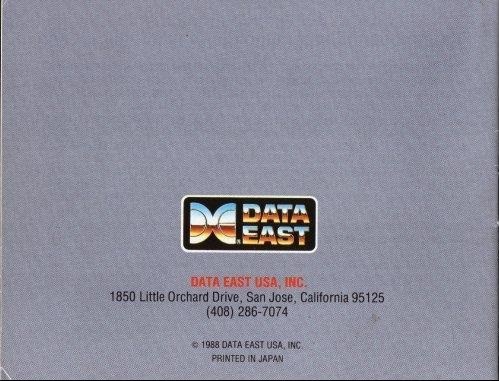 DATA
EAST
DATA EAST USA, INC.
1850 Little Orchard Drive, San Jose, California 95125
(408) 286-7074
© 1988 DATA EAST USA, INC.
PRINTED IN JAPAN